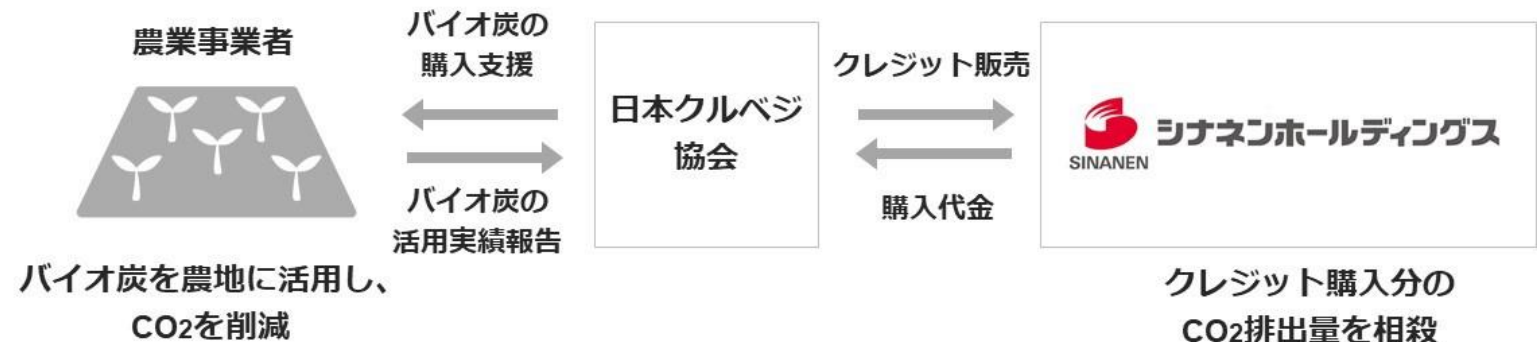 農業事業者
バイオ炭の
購入支援
バイオ炭の
活用実績報告
バイオ炭を農地に活用し、
CO2を削減
日本クルベジ
協会
クレジット販売
購入代金
SINANEN
シナネンホールディングス
クレジット購入分の
CO2排出量を相殺